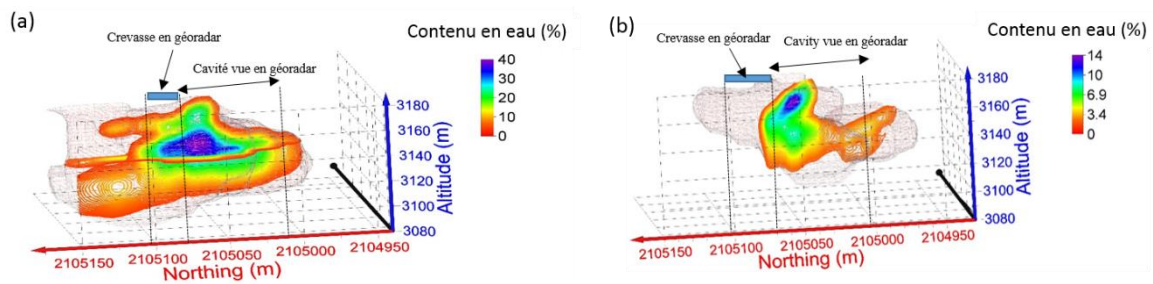 (a)
Crevasse en géoradar
Cavité vue en géoradar
Contenu en eau (%)
40
30
20
10
0
3180
3160
3140
3120
3100
3080
Altitude (m)
2105150
2105100
2105050
2105000
2104950
Northing (m)
(b)
Crevasse en géoradar
Cavity vue en géoradar
Contenu en eau (%)
14
10
6.9
3.4
0
3180
3160
3140
3120
3100
3080
Altitude (m)
2105150
2105100
2105050
2105000
2104950
Northing (m)